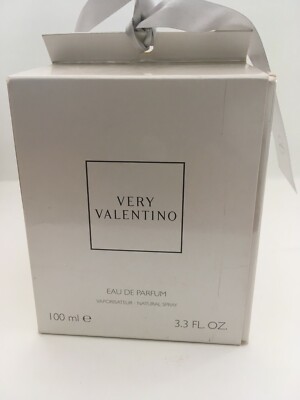 VERY
VALENTINO
EAU DE PARFUM
VAPORISATEUR - NATURAL SPRAY
100 ml ℮
3.3 FL. OZ.